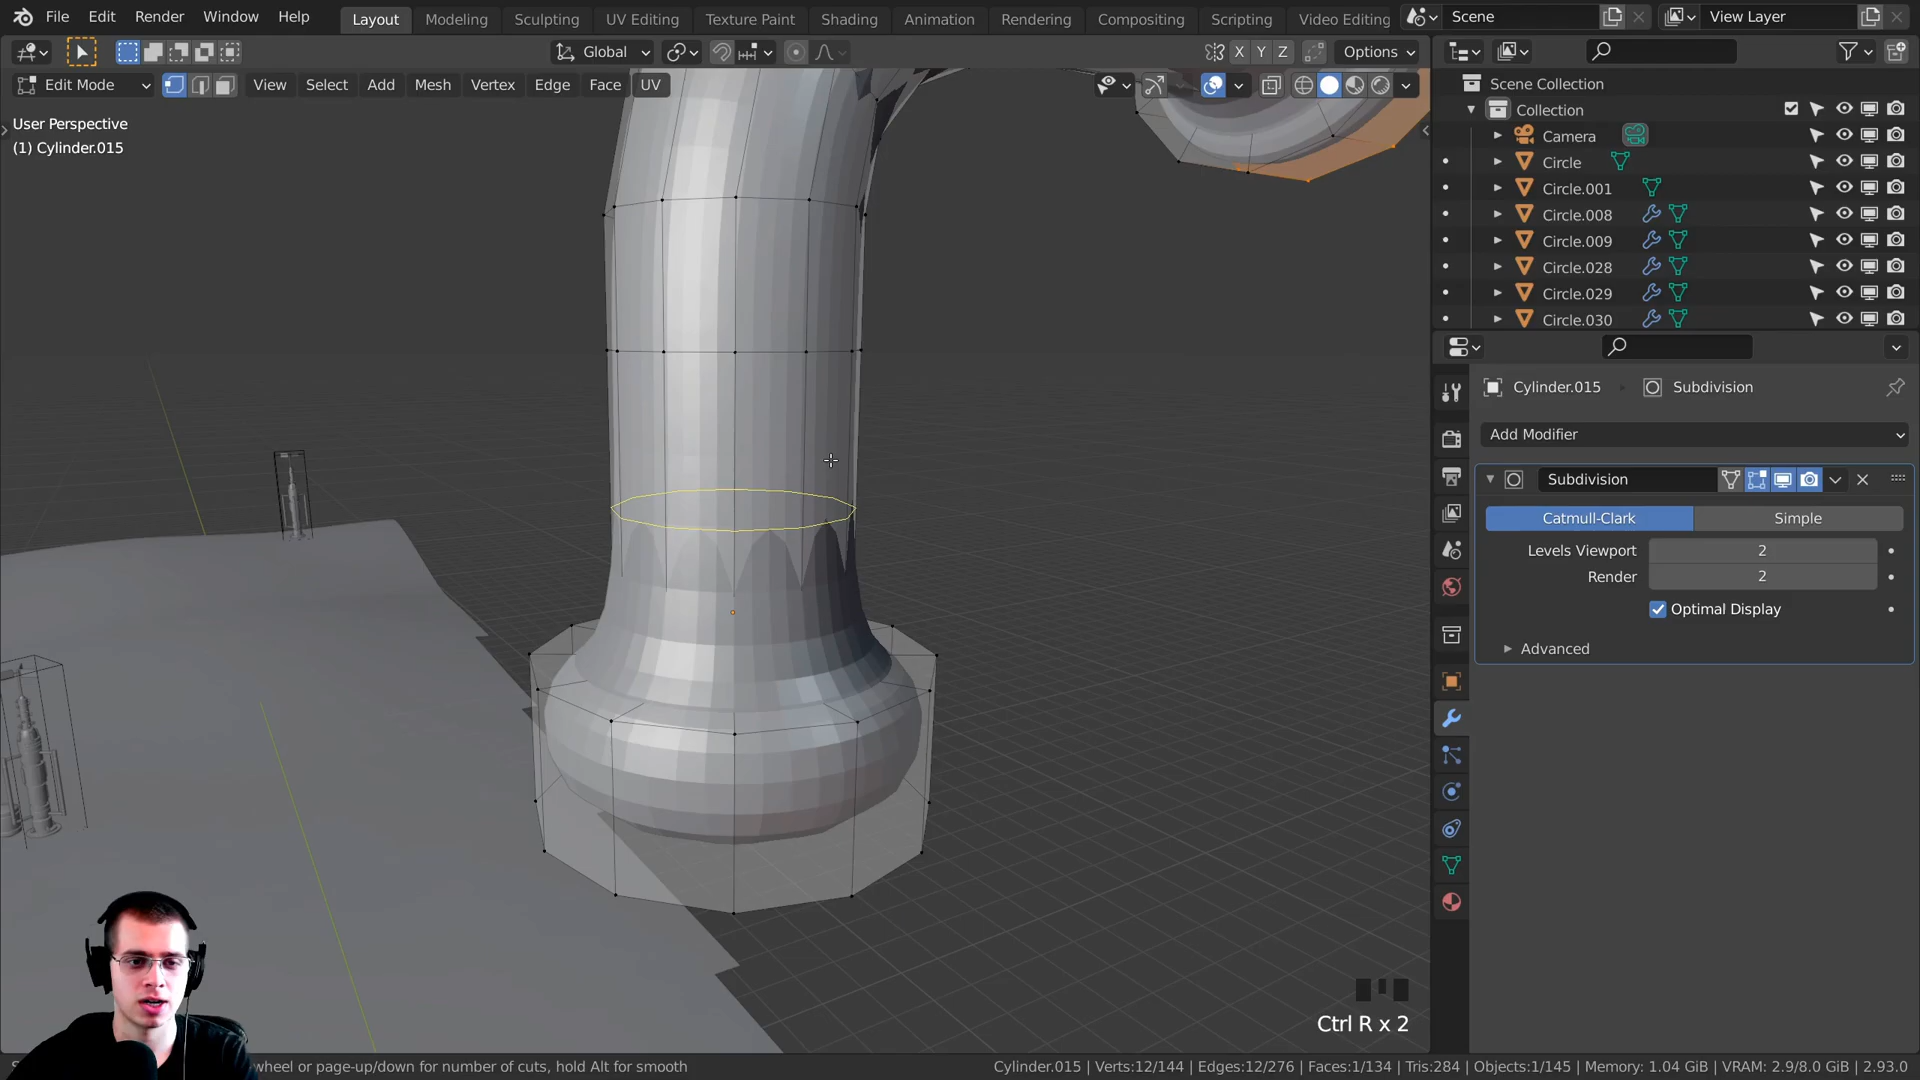 File Edit Render Window Help Layout Modeling Sculpting UV Editing Texture Paint Shading Animation Rendering Compositing Scripting Video Editing Scene View Layer
Global X Y Z Options
Edit Mode View Select Add Mesh Vertex Edge Face UV
User Perspective
(1) Cylinder.015
Scene Collection
Collection
Camera
Circle
Circle.001
Circle.008
Circle.009
Circle.028
Circle.029
Circle.030
Cylinder.015 Subdivision
Add Modifier
Subdivision
Catmull-Clark Simple
Levels Viewport 2
Render 2
Optimal Display
Advanced
Ctrl R x 2
wheel or page-up/down for number of cuts, hold Alt for smooth
Cylinder.015 | Verts:12/144 | Edges:12/276 | Faces:1/134 | Tris:284 | Objects:1/145 | Memory: 1.04 GiB | VRAM: 2.9/8.0 GiB | 2.93.0